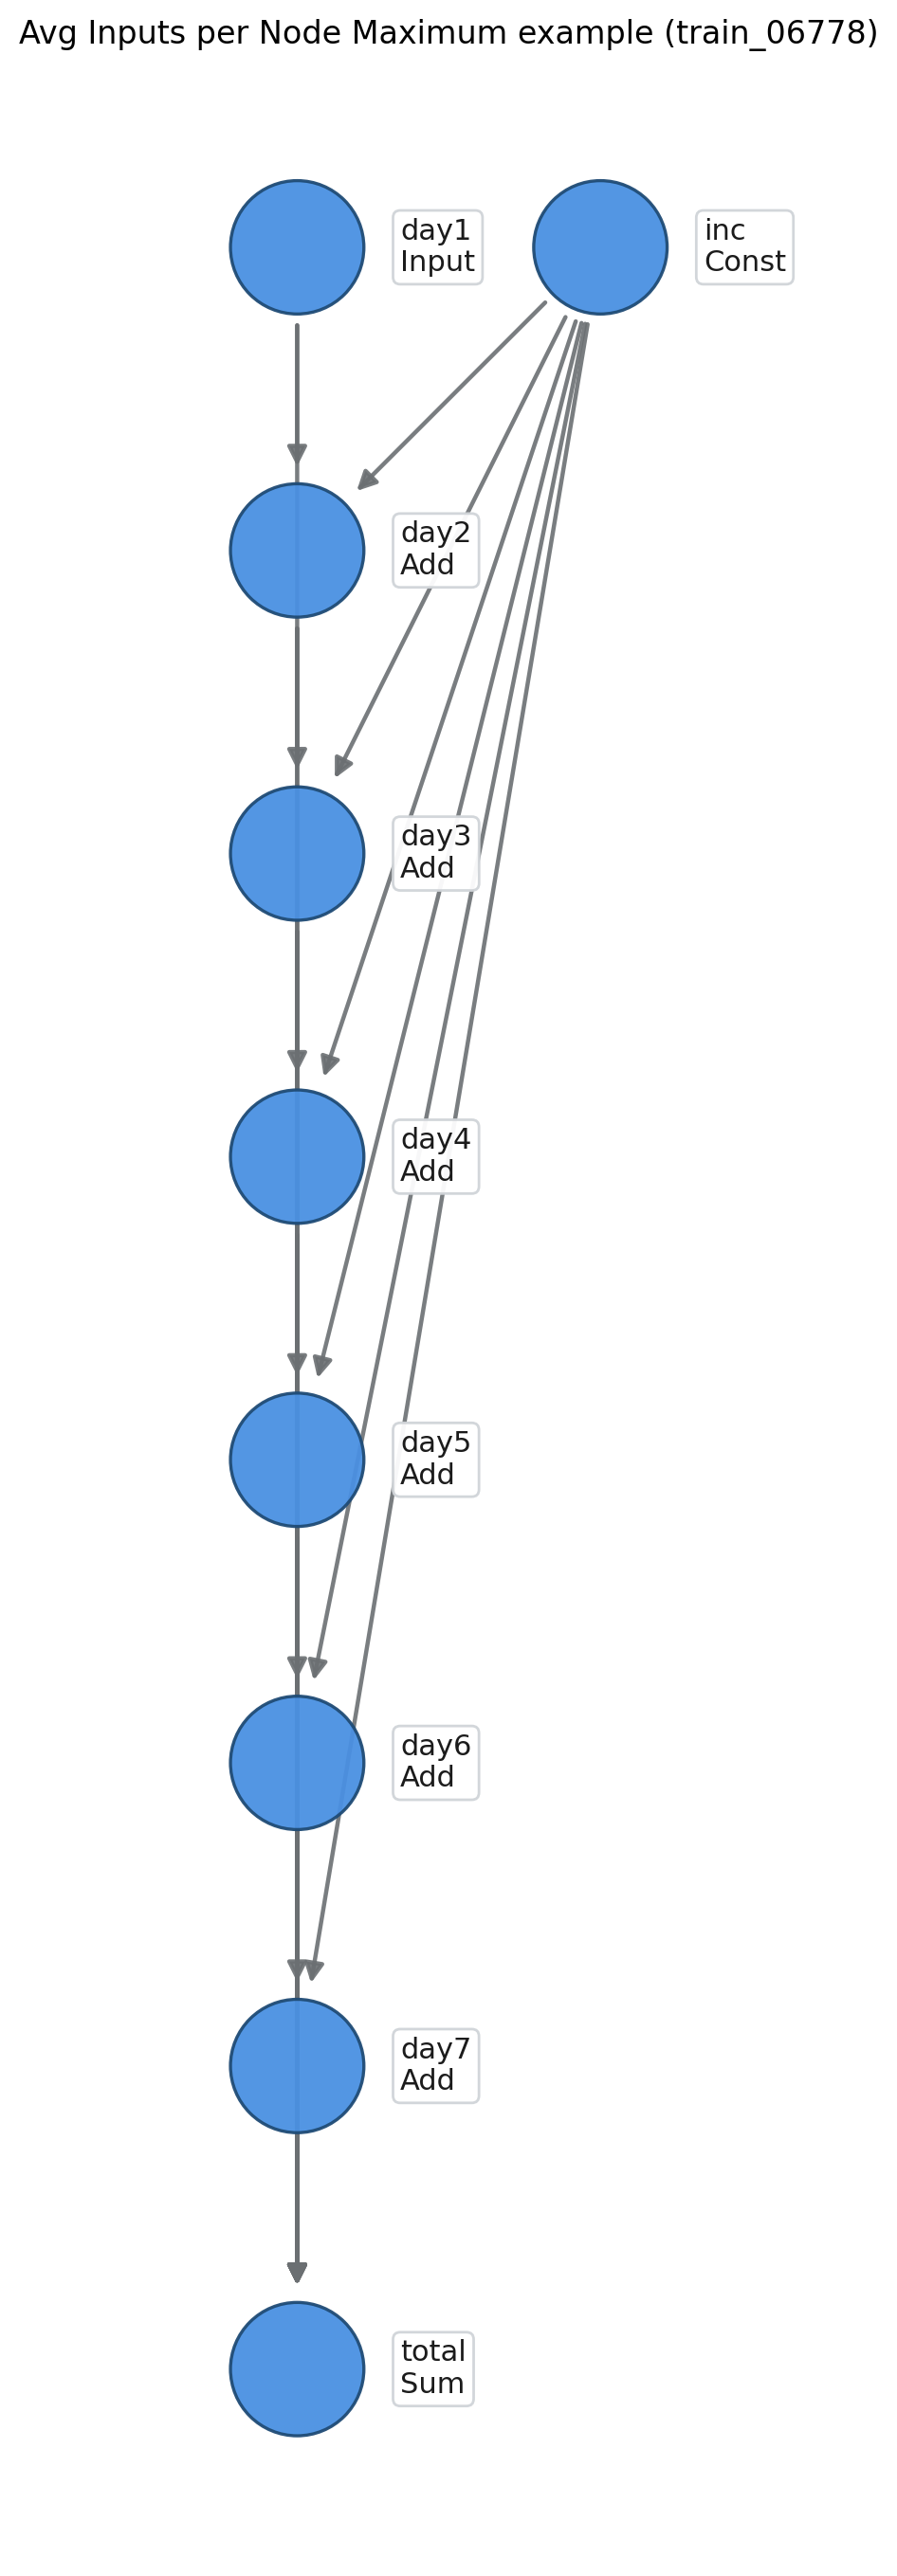 Avg Inputs per Node Maximum example (train_06778)
day1
Input
inc
Const
day2
Add
day3
Add
day4
Add
day5
Add
day6
Add
day7
Add
total
Sum